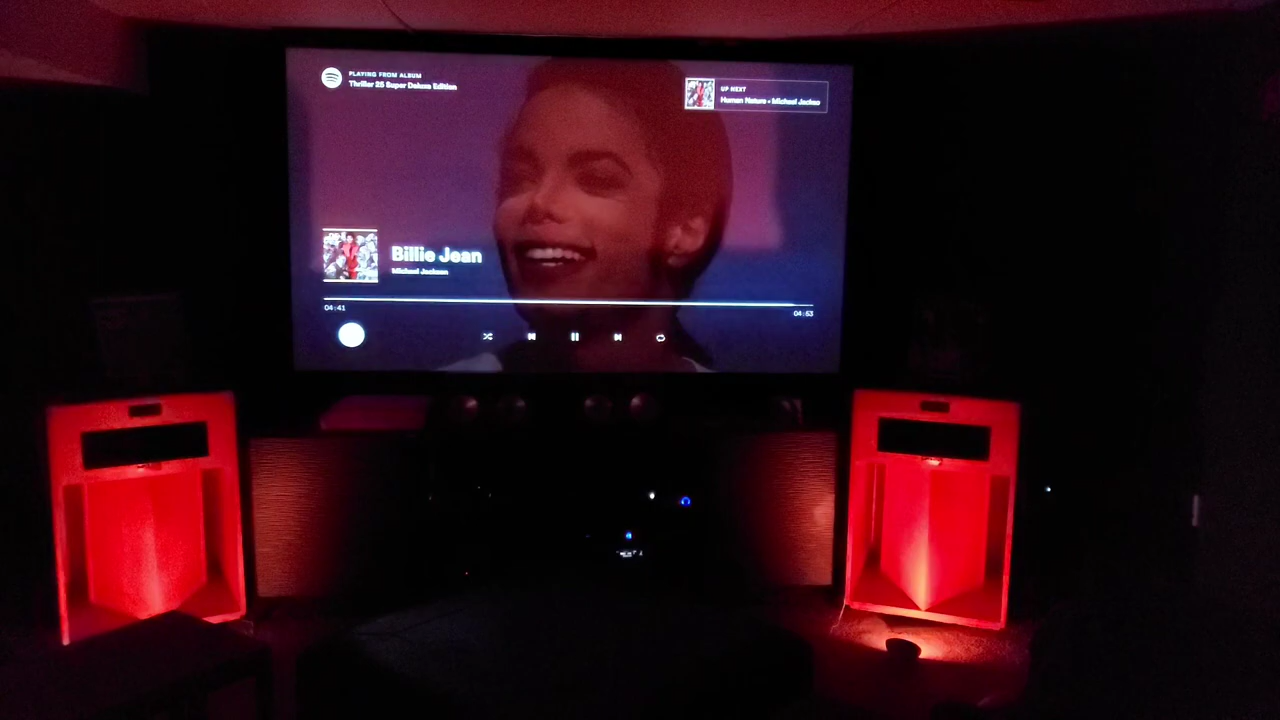 PLAYING FROM ALBUM
Thriller 25 Super Deluxe Edition
UP NEXT
Human Nature • Michael Jackso
Billie Jean
Michael Jackson
04:41
04:53